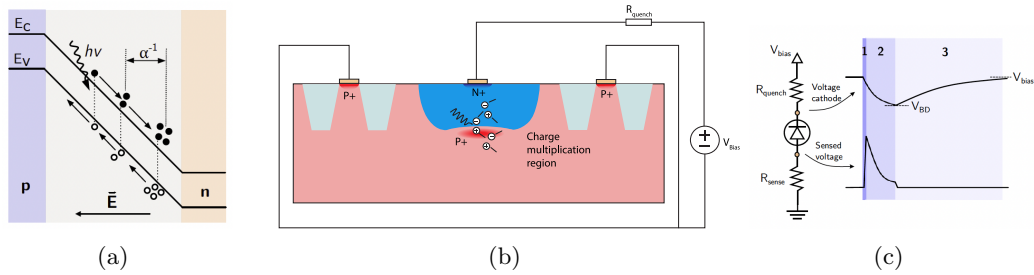 E_C
E_V
hν
α⁻¹
p
Ē
n
(a)
R_quench
P+
N+
P+
P+
Charge
multiplication
region
V_Bias
(b)
V_bias
R_quench
R_sense
Voltage
cathode
Sensed
voltage
1 2 3
V_bias
V_BD
(c)